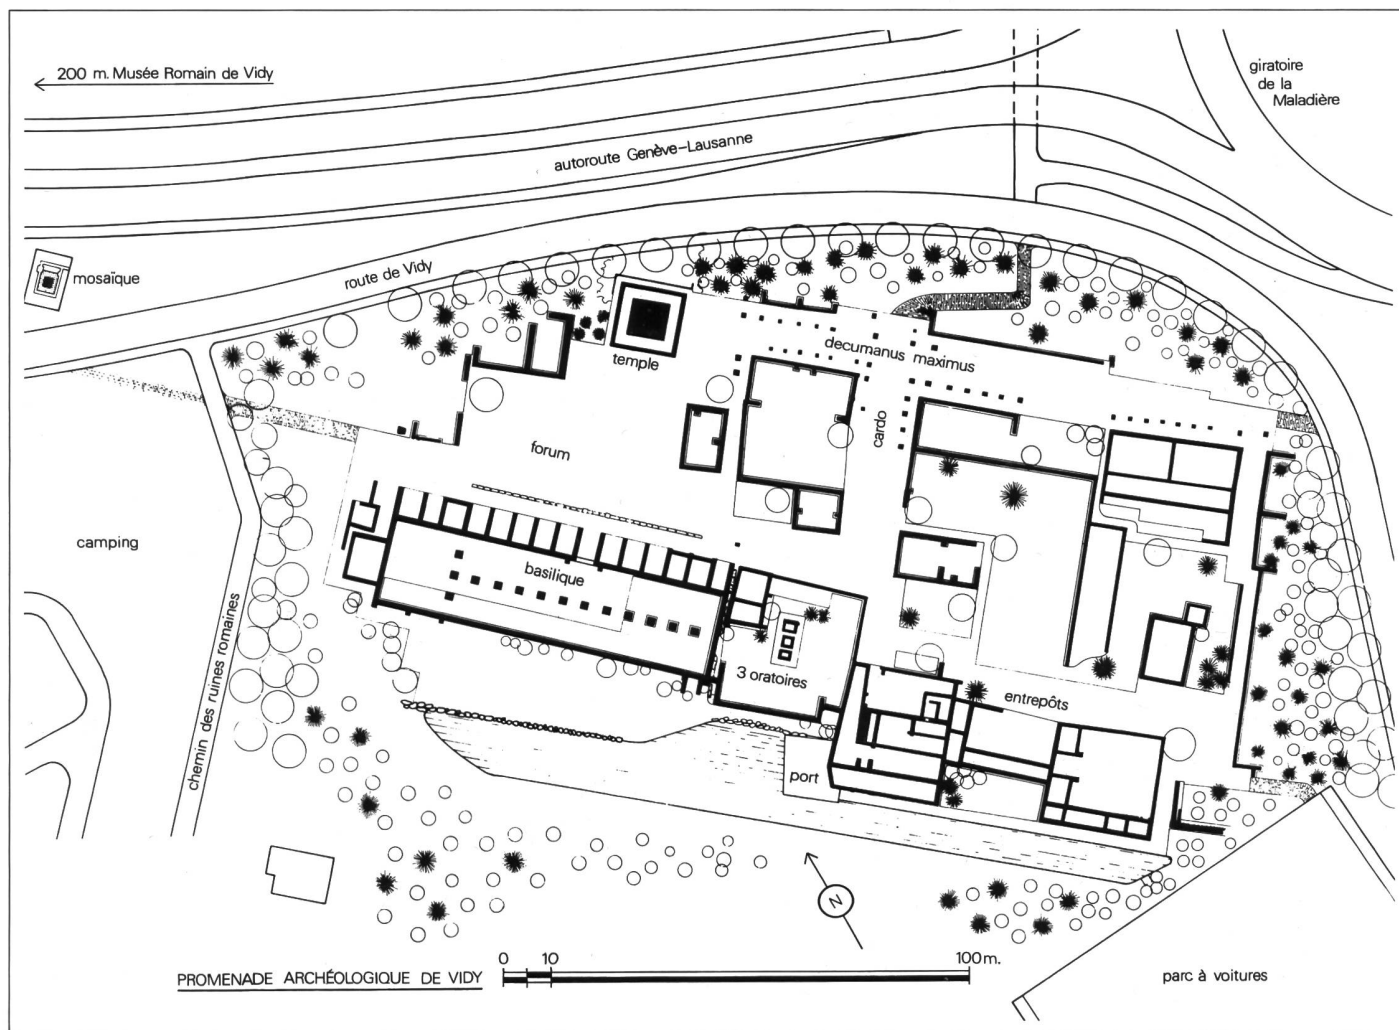 200 m. Musée Romain de Vidy
giratoire
de la
Maladière
autoroute Genève-Lausanne
mosaïque
route de Vidy
temple
decumanus maximus
cardo
forum
camping
basilique
3 oratoires
entrepôts
chemin des ruines romaines
port
N
PROMENADE ARCHÉOLOGIQUE DE VIDY
0 10 100 m.
parc à voitures